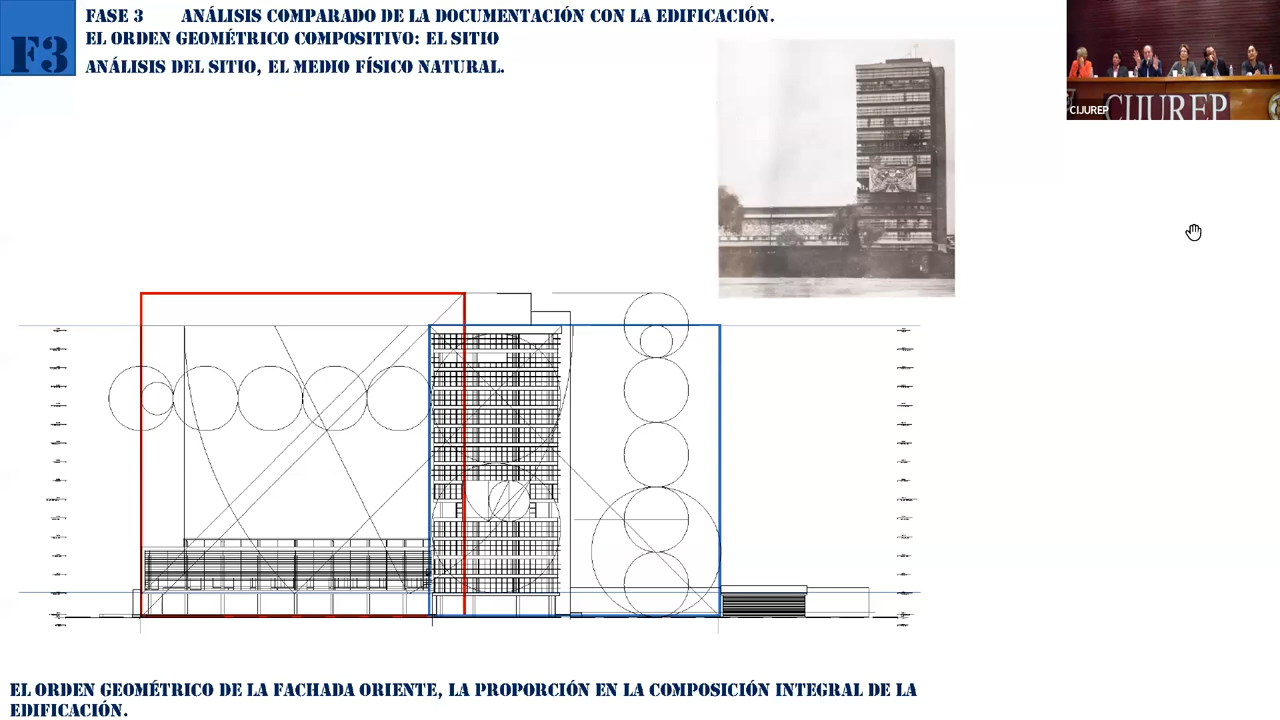 F3
FASE 3 ANÁLISIS COMPARADO DE LA DOCUMENTACIÓN CON LA EDIFICACIÓN.
EL ORDEN GEOMÉTRICO COMPOSITIVO: EL SITIO
ANÁLISIS DEL SITIO, EL MEDIO FÍSICO NATURAL.
CIJUREP
CIJUREP
EL ORDEN GEOMÉTRICO DE LA FACHADA ORIENTE, LA PROPORCIÓN EN LA COMPOSICIÓN INTEGRAL DE LA
EDIFICACIÓN.